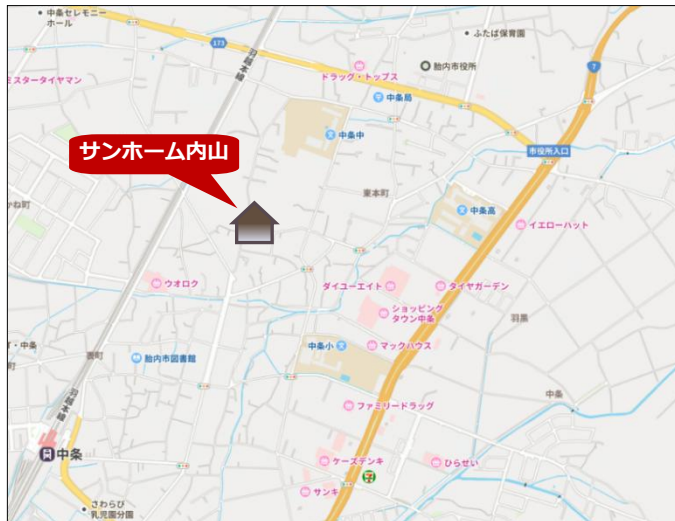 中条セレモニー
ホール
ふたば保育園
173
羽越本線
ドラッグ・トップス
胎内市役所
7
ミスタータイヤマン
中条局
中条中
市役所入口
サンホーム内山
東本町
中条高
かね町
イエローハット
ウオロク
ダイユーエイト
タイヤガーデン
ショッピング
タウン中条
羽黒
中条小
マックハウス
・中条
表町
町
胎内市図書館
中条
羽越本線
ファミリードラッグ
中条
ケーズデンキ
ひらせい
サンキ
さわらび
乳児園分園